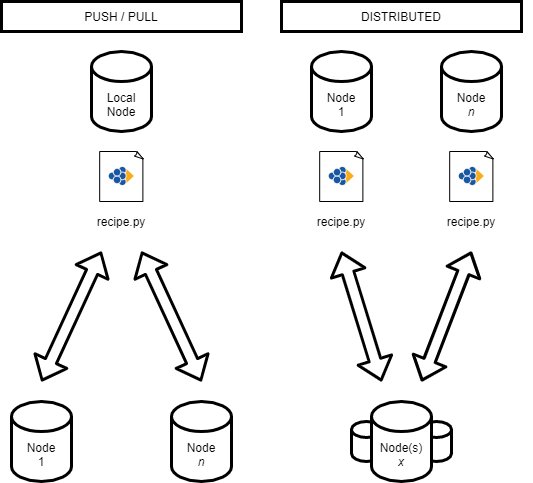 PUSH / PULL
DISTRIBUTED
Local
Node
Node
1
Node
n
recipe.py
recipe.py
recipe.py
Node
1
Node
n
Node(s)
x